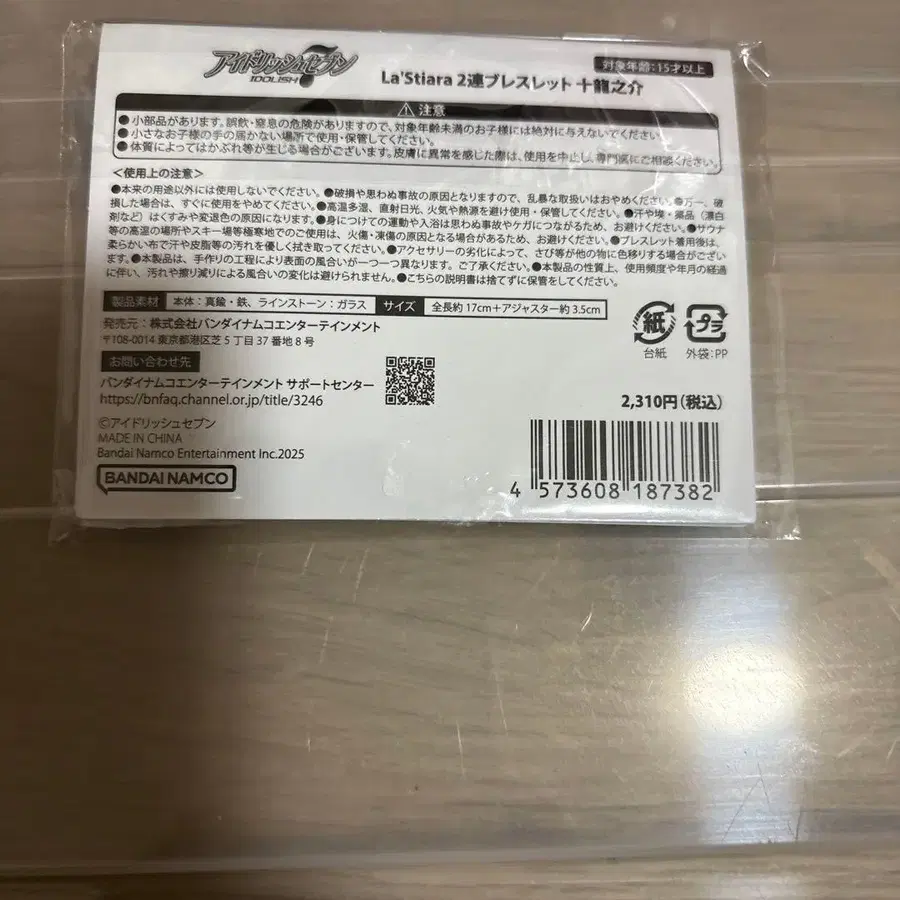 アイドリッシュセブン
IDOLISH7
対象年齢:15才以上
La'Stiara 2連ブレスレット 十龍之介
⚠ 注意
●小部品があります。誤飲・窒息の危険がありますので、対象年齢未満のお子様には絶対に与えないでください。
●小さなお子様の手の届かない場所で使用・保管してください。
●体質によってはかぶれ等が生じる場合がございます。皮膚に異常を感じた際は、使用を中止し、専門医にご相談ください。
<使用上の注意>
●本来の用途以外には使用しないでください。●破損や思わぬ事故の原因となりますので、乱暴な取扱いはおやめください。●万一、破
損した場合は、すぐに使用をやめてください。●高温多湿、直射日光、火気や熱源を避け使用・保管してください。●汗や埃・薬品（漂白
剤など）はくすみや変退色の原因になります。●身につけての運動や入浴は思わぬ事故やケガにつながるため、お避けください。●サウナ
等の高温の場所やスキー場等極寒地でのご使用は、火傷・凍傷の原因となる場合があるため、お避けください。●ブレスレット着用後は、
柔らかい布で汗や皮脂等の汚れを優しく拭き取ってください。●アクセサリーの劣化によって、さび等が他の物に色移りする場合がござい
ます。●本製品は、手作りの工程により表面の風合いが一つ一つ異なります。ご了承ください。●本製品の性質上、使用頻度や年月の経過
に伴い、汚れや擦り減りによる風合いの変化は避けられません。●こちらの説明書は捨てずに保管をしてください。
製品素材 本体：真鍮・鉄、ラインストーン：ガラス サイズ 全長約17cm+アジャスター約3.5cm
発売元：株式会社バンダイナムコエンターテインメント
〒108-0014 東京都港区芝5丁目37番地8号
お問い合わせ先
バンダイナムコエンターテインメント サポートセンター
https://bnfaq.channel.or.jp/title/3246
紙
台紙
プラ
外袋:PP
2,310円(税込)
©アイドリッシュセブン
MADE IN CHINA
Bandai Namco Entertainment Inc.2025
BANDAI NAMCO
4 573608 187382